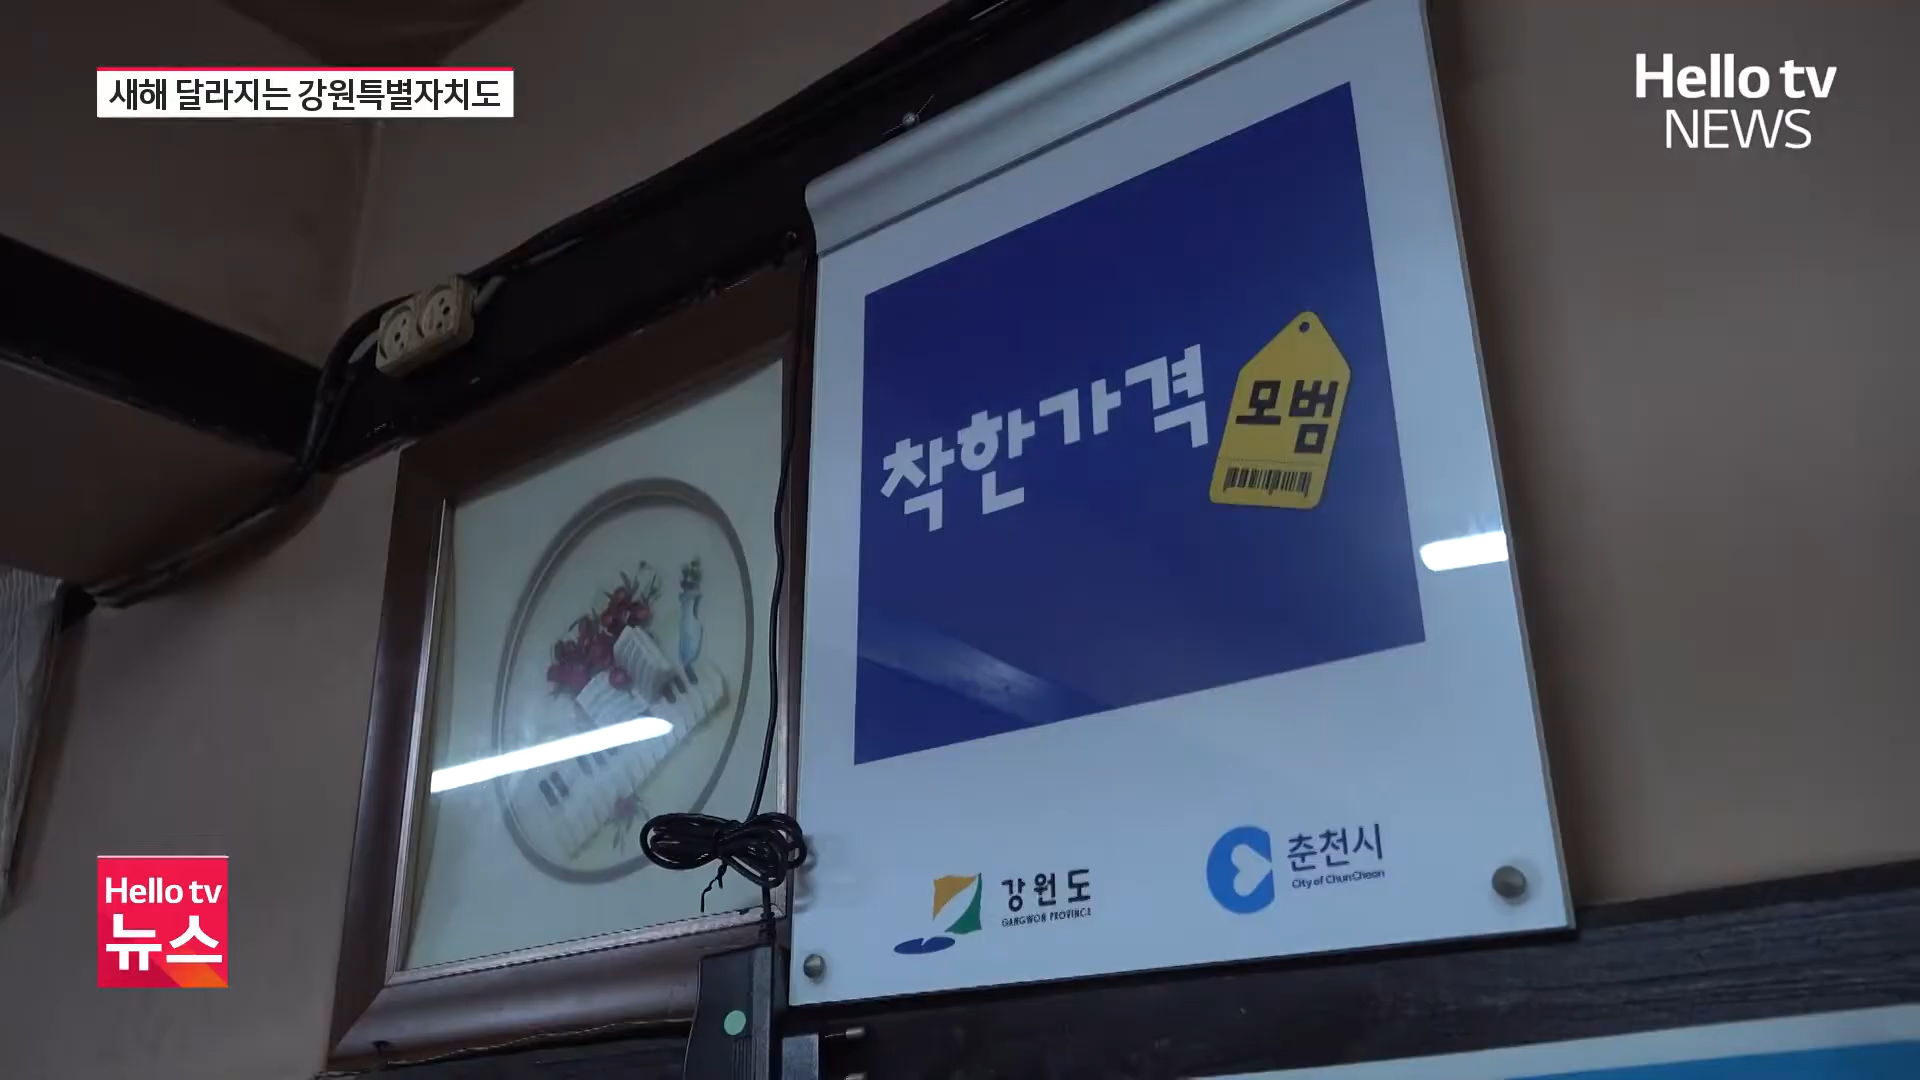 새해 달라지는 강원특별자치도
Hello tv
NEWS
착한가격
모범
강원도
GANGWON PROVINCE
춘천시
City of ChunCheon
Hello tv
뉴스